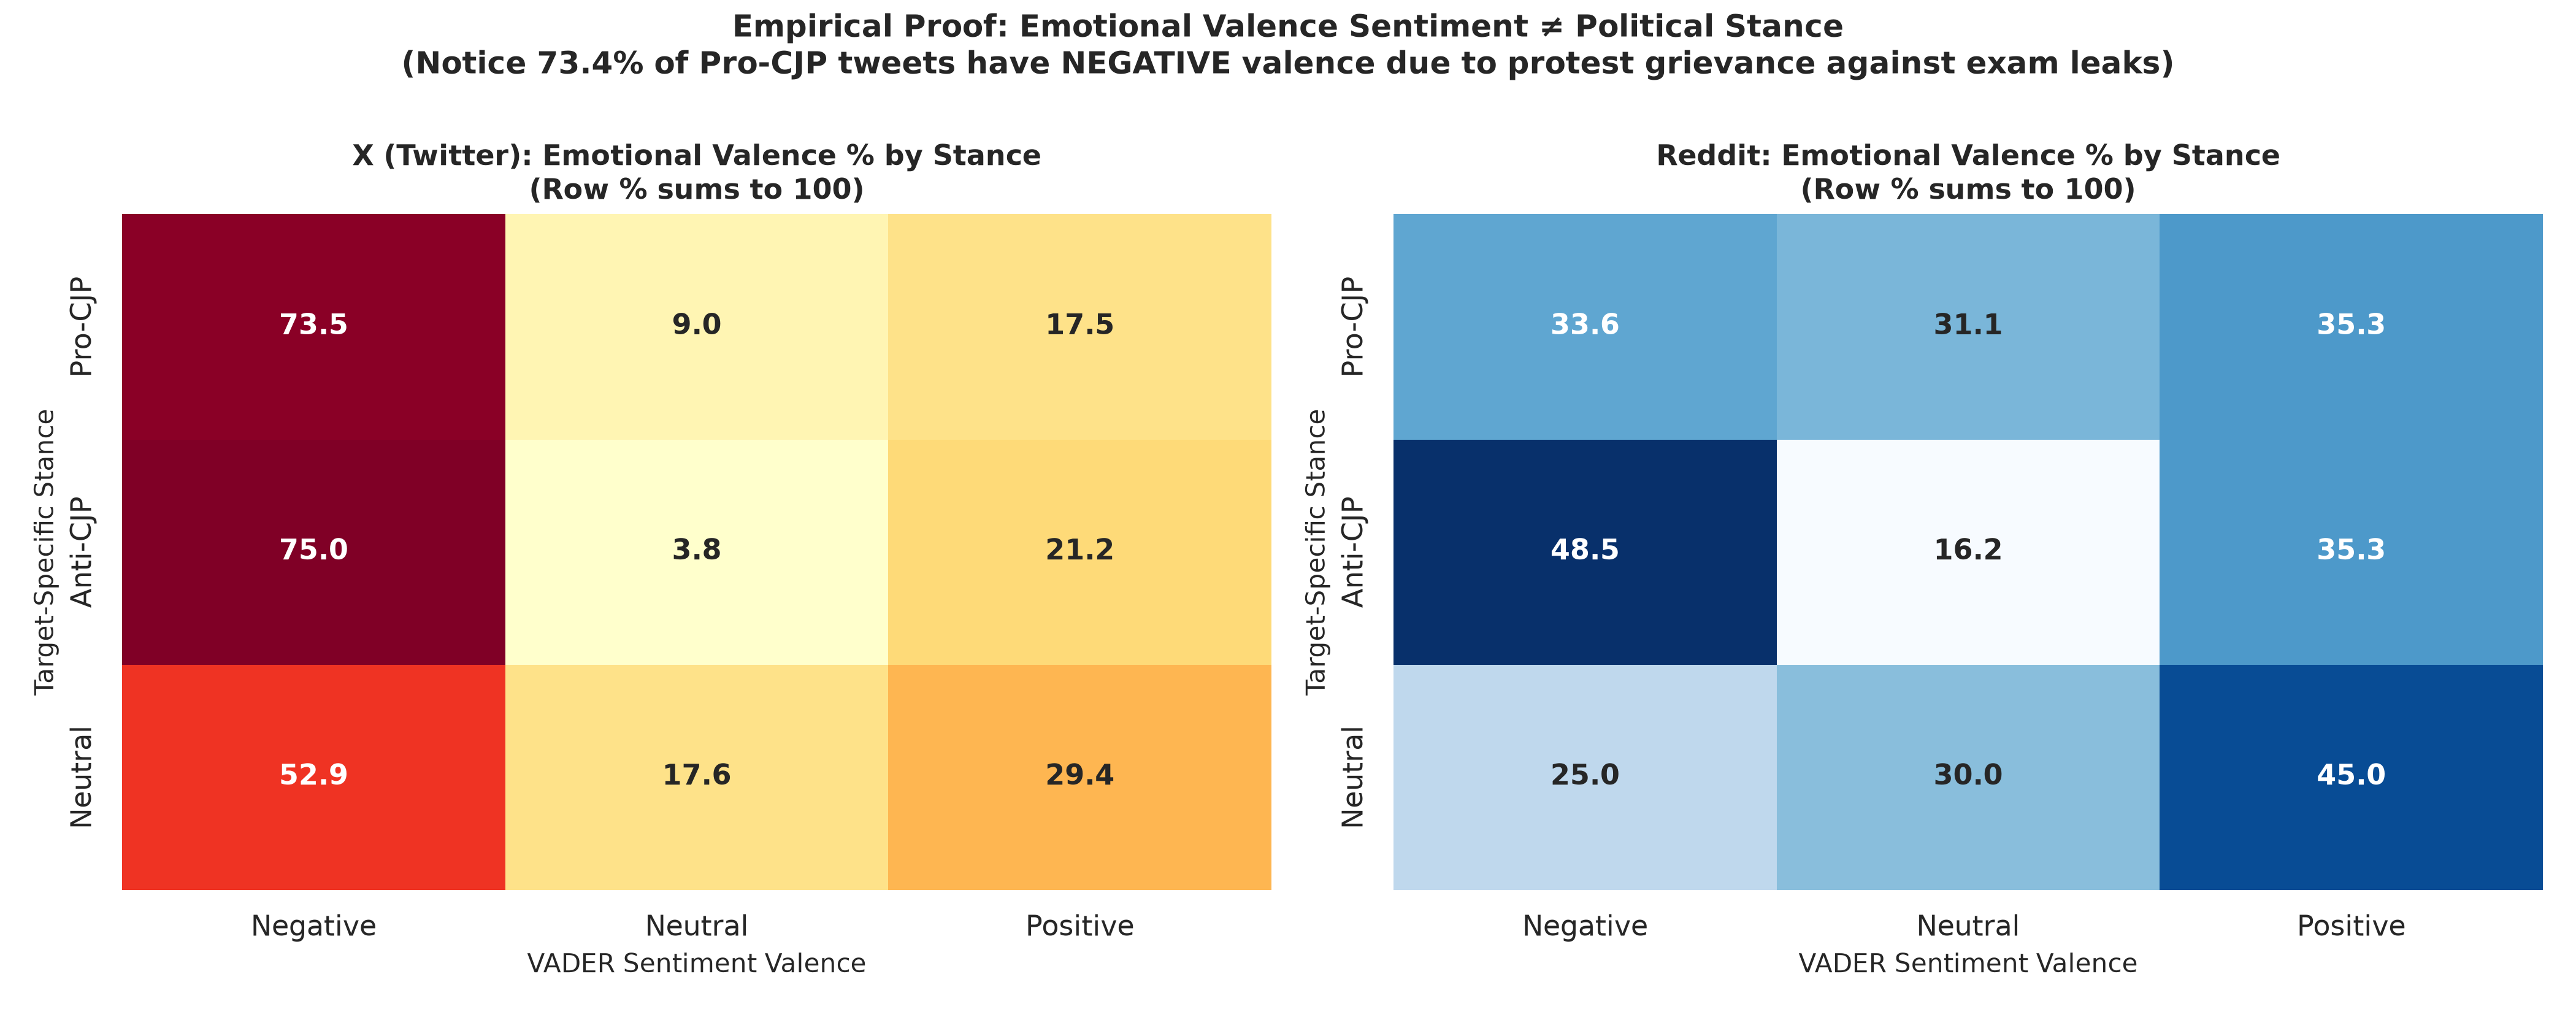 Empirical Proof: Emotional Valence Sentiment ≠ Political Stance
(Notice 73.4% of Pro-CJP tweets have NEGATIVE valence due to protest grievance against exam leaks)
X (Twitter): Emotional Valence % by Stance
(Row % sums to 100)
Target-Specific Stance
Pro-CJP
73.5
9.0
17.5
Anti-CJP
75.0
3.8
21.2
Neutral
52.9
17.6
29.4
Negative
Neutral
Positive
VADER Sentiment Valence
Reddit: Emotional Valence % by Stance
(Row % sums to 100)
Target-Specific Stance
Pro-CJP
33.6
31.1
35.3
Anti-CJP
48.5
16.2
35.3
Neutral
25.0
30.0
45.0
Negative
Neutral
Positive
VADER Sentiment Valence